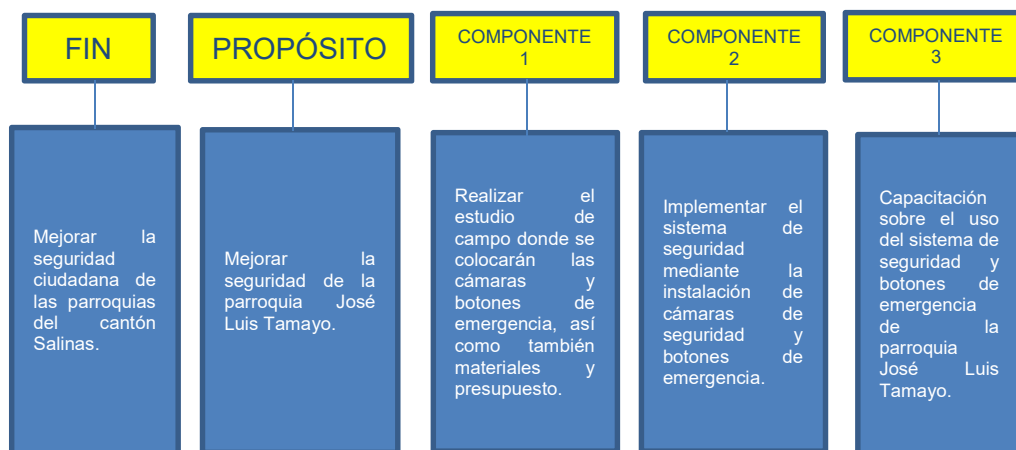 FIN
Mejorar la
seguridad
ciudadana de
las parroquias
del cantón
Salinas.
PROPÓSITO
Mejorar la
seguridad de la
parroquia José
Luis Tamayo.
COMPONENTE
1
Realizar el
estudio de
campo donde se
colocarán las
cámaras y
botones de
emergencia, así
como también
materiales y
presupuesto.
COMPONENTE
2
Implementar el
sistema de
seguridad
mediante la
instalación de
cámaras de
seguridad y
botones de
emergencia.
COMPONENTE
3
Capacitación
sobre el uso
del sistema de
seguridad y
botones de
emergencia
de la
parroquia
José Luis
Tamayo.